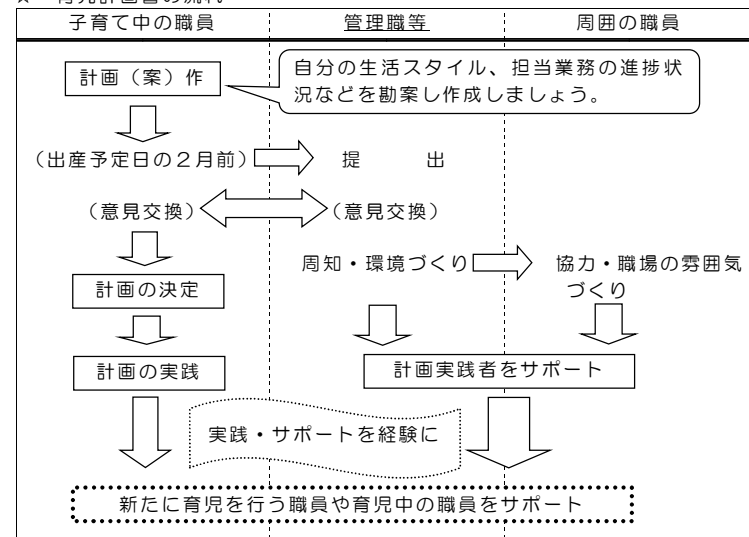 子育て中の職員 管理職等 周囲の職員
計画（案）作
自分の生活スタイル、担当業務の進捗状
況などを勘案し作成しましょう。
（出産予定日の２月前） 提 出
（意見交換） （意見交換）
周知・環境づくり 協力・職場の雰囲気
づくり
計画の決定
計画の実践 計画実践者をサポート
実践・サポートを経験に
新たに育児を行う職員や育児中の職員をサポート